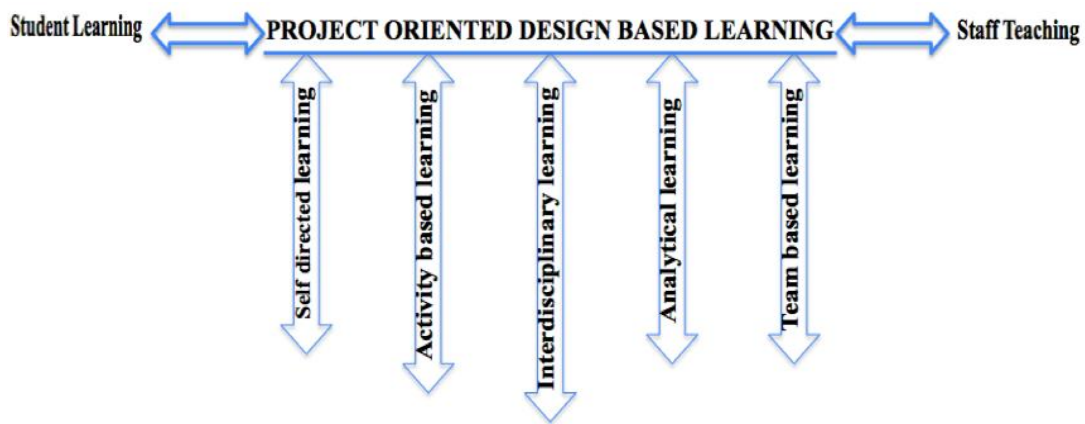 Student Learning
PROJECT ORIENTED DESIGN BASED LEARNING
Staff Teaching
Self directed learning
Activity based learning
Interdisciplinary learning
Analytical learning
Team based learning